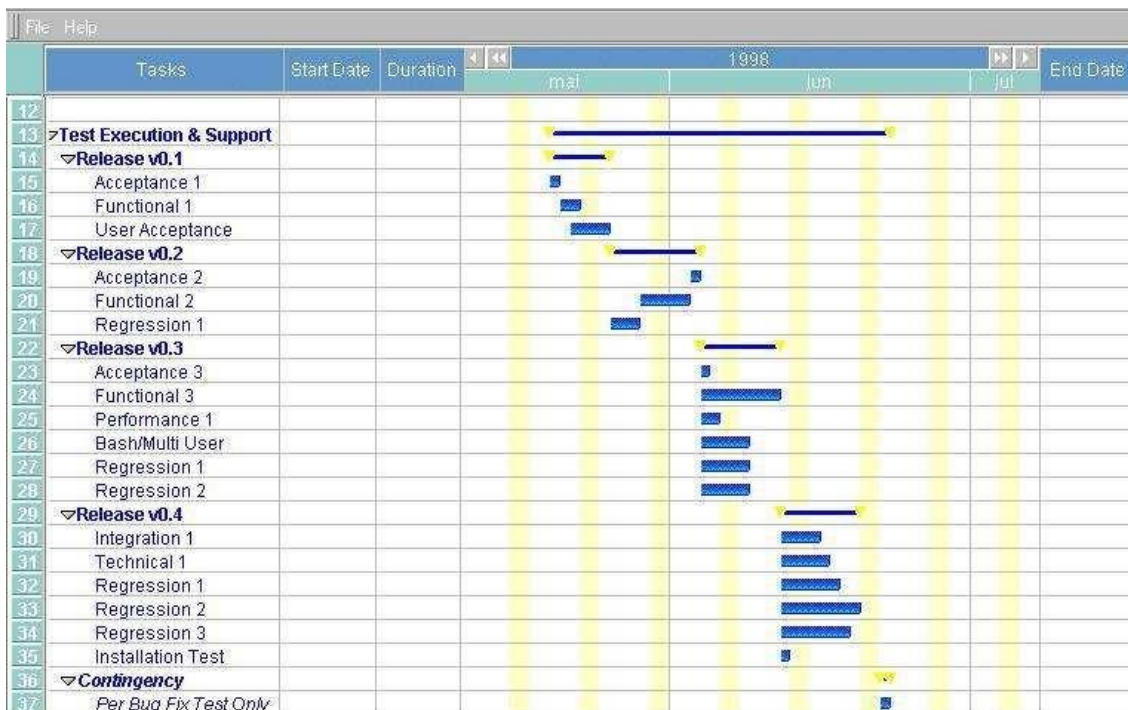 File Help
Tasks Start Date Duration 1998 End Date
mai jun jul
12
13 Test Execution & Support
14 Release v0.1
15 Acceptance 1
16 Functional 1
17 User Acceptance
18 Release v0.2
19 Acceptance 2
20 Functional 2
21 Regression 1
22 Release v0.3
23 Acceptance 3
24 Functional 3
25 Performance 1
26 Bash/Multi User
27 Regression 1
28 Regression 2
29 Release v0.4
30 Integration 1
31 Technical 1
32 Regression 1
33 Regression 2
34 Regression 3
35 Installation Test
36 Contingency
37 Per Bug Fix Test Only